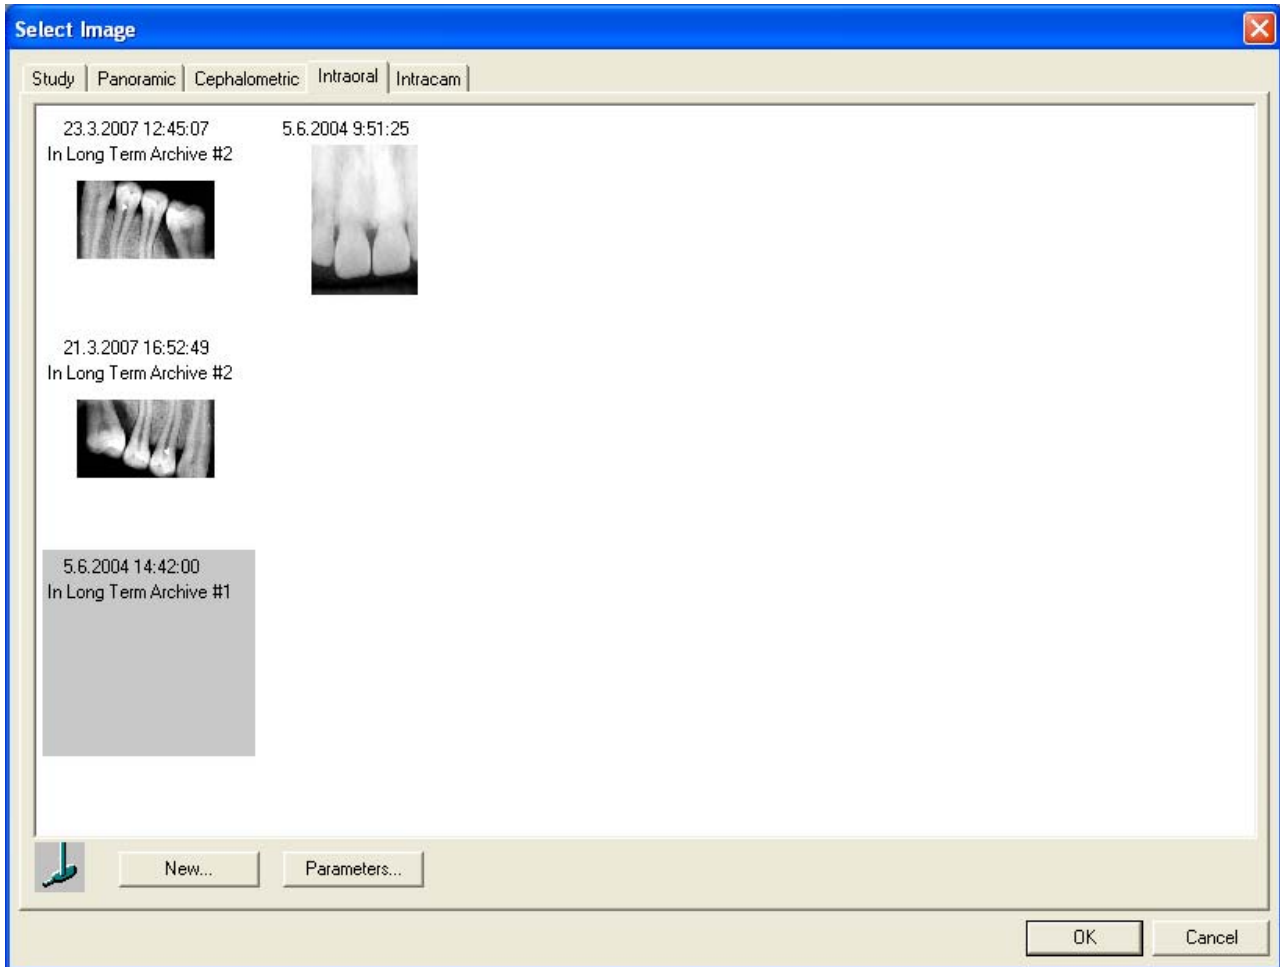 Select Image
Study Panoramic Cephalometric Intraoral Intracam
23.3.2007 12:45:07
In Long Term Archive #2
5.6.2004 9:51:25
21.3.2007 16:52:49
In Long Term Archive #2
5.6.2004 14:42:00
In Long Term Archive #1
New... Parameters...
OK Cancel